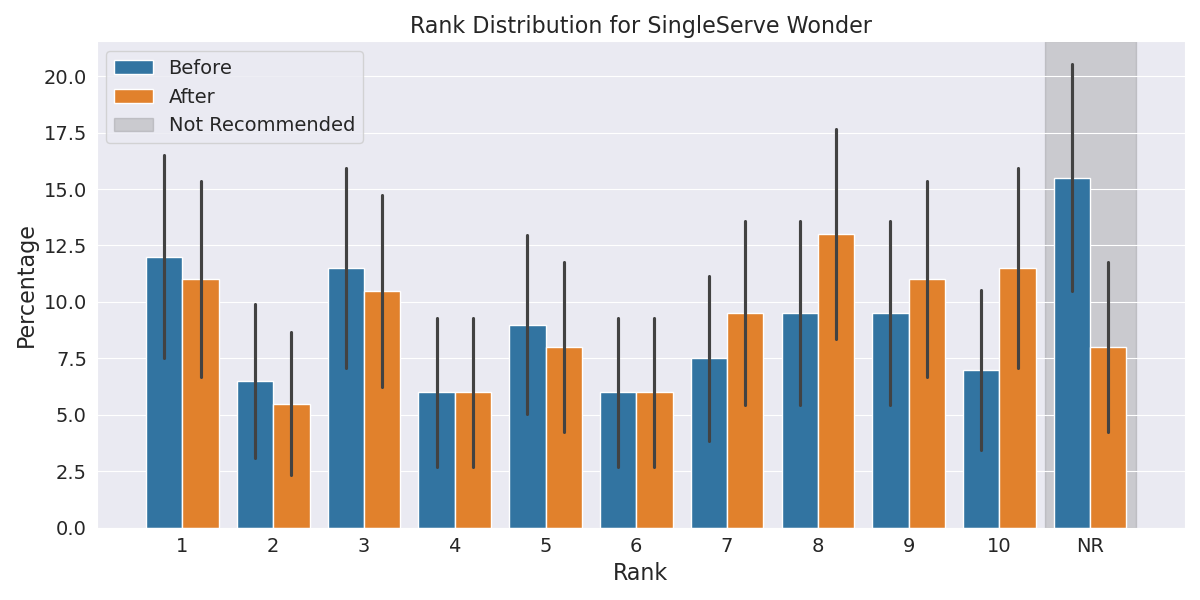 Rank Distribution for SingleServe Wonder
Before
After
Not Recommended
20.0
17.5
15.0
12.5
10.0
7.5
5.0
2.5
0.0
Percentage
1 2 3 4 5 6 7 8 9 10 NR
Rank